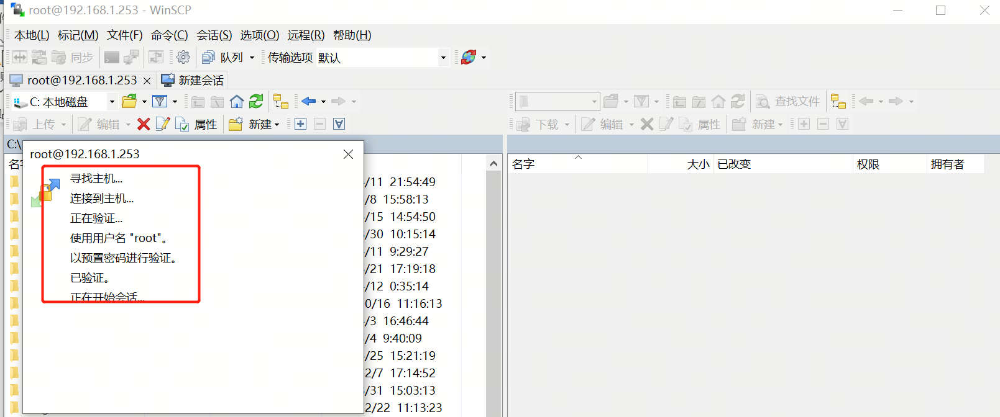 root@192.168.1.253 - WinSCP
本地(L) 标记(M) 文件(F) 命令(C) 会话(S) 选项(O) 远程(R) 帮助(H)
同步 队列 传输选项 默认
root@192.168.1.253 新建会话
C: 本地磁盘 查找文件
上传 编辑 属性 新建 下载 编辑 属性 新建
C:\
root@192.168.1.253
名字 大小 已改变 权限 拥有者
寻找主机...
连接到主机...
正在验证...
使用用户名 "root"。
以预置密码进行验证。
已验证。
正在开始会话...
/11 21:54:49
/8 15:58:13
/15 14:54:50
/30 10:15:14
/11 9:29:27
/21 17:19:18
/12 0:35:14
0/16 11:16:13
/3 16:46:44
/4 9:40:09
/25 15:21:19
2/7 17:14:52
/31 15:03:13
2/22 11:13:23